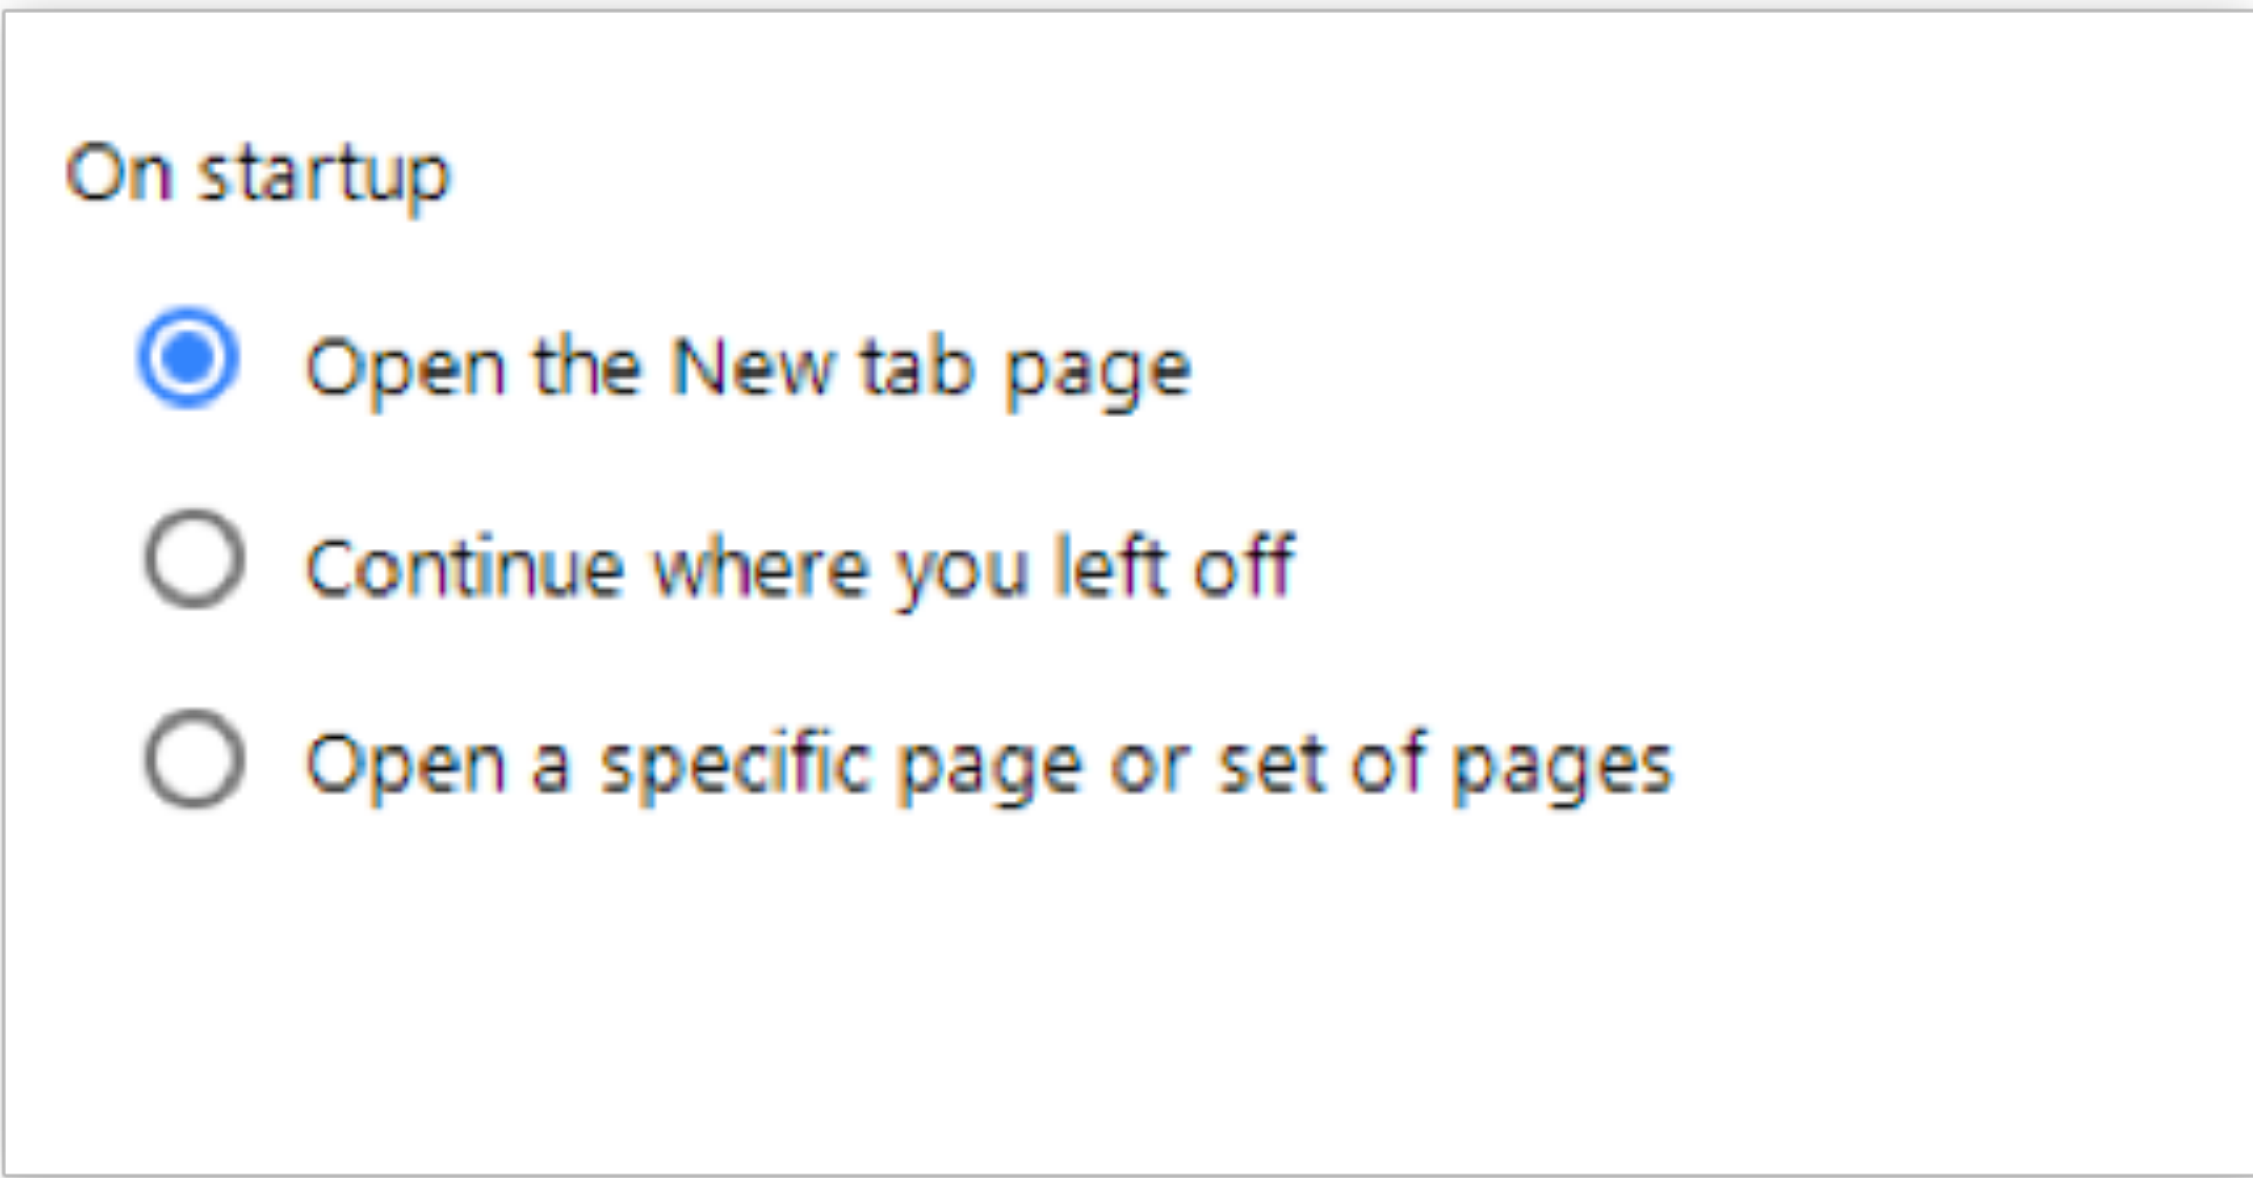 On startup
Open the New tab page
Continue where you left off
Open a specific page or set of pages